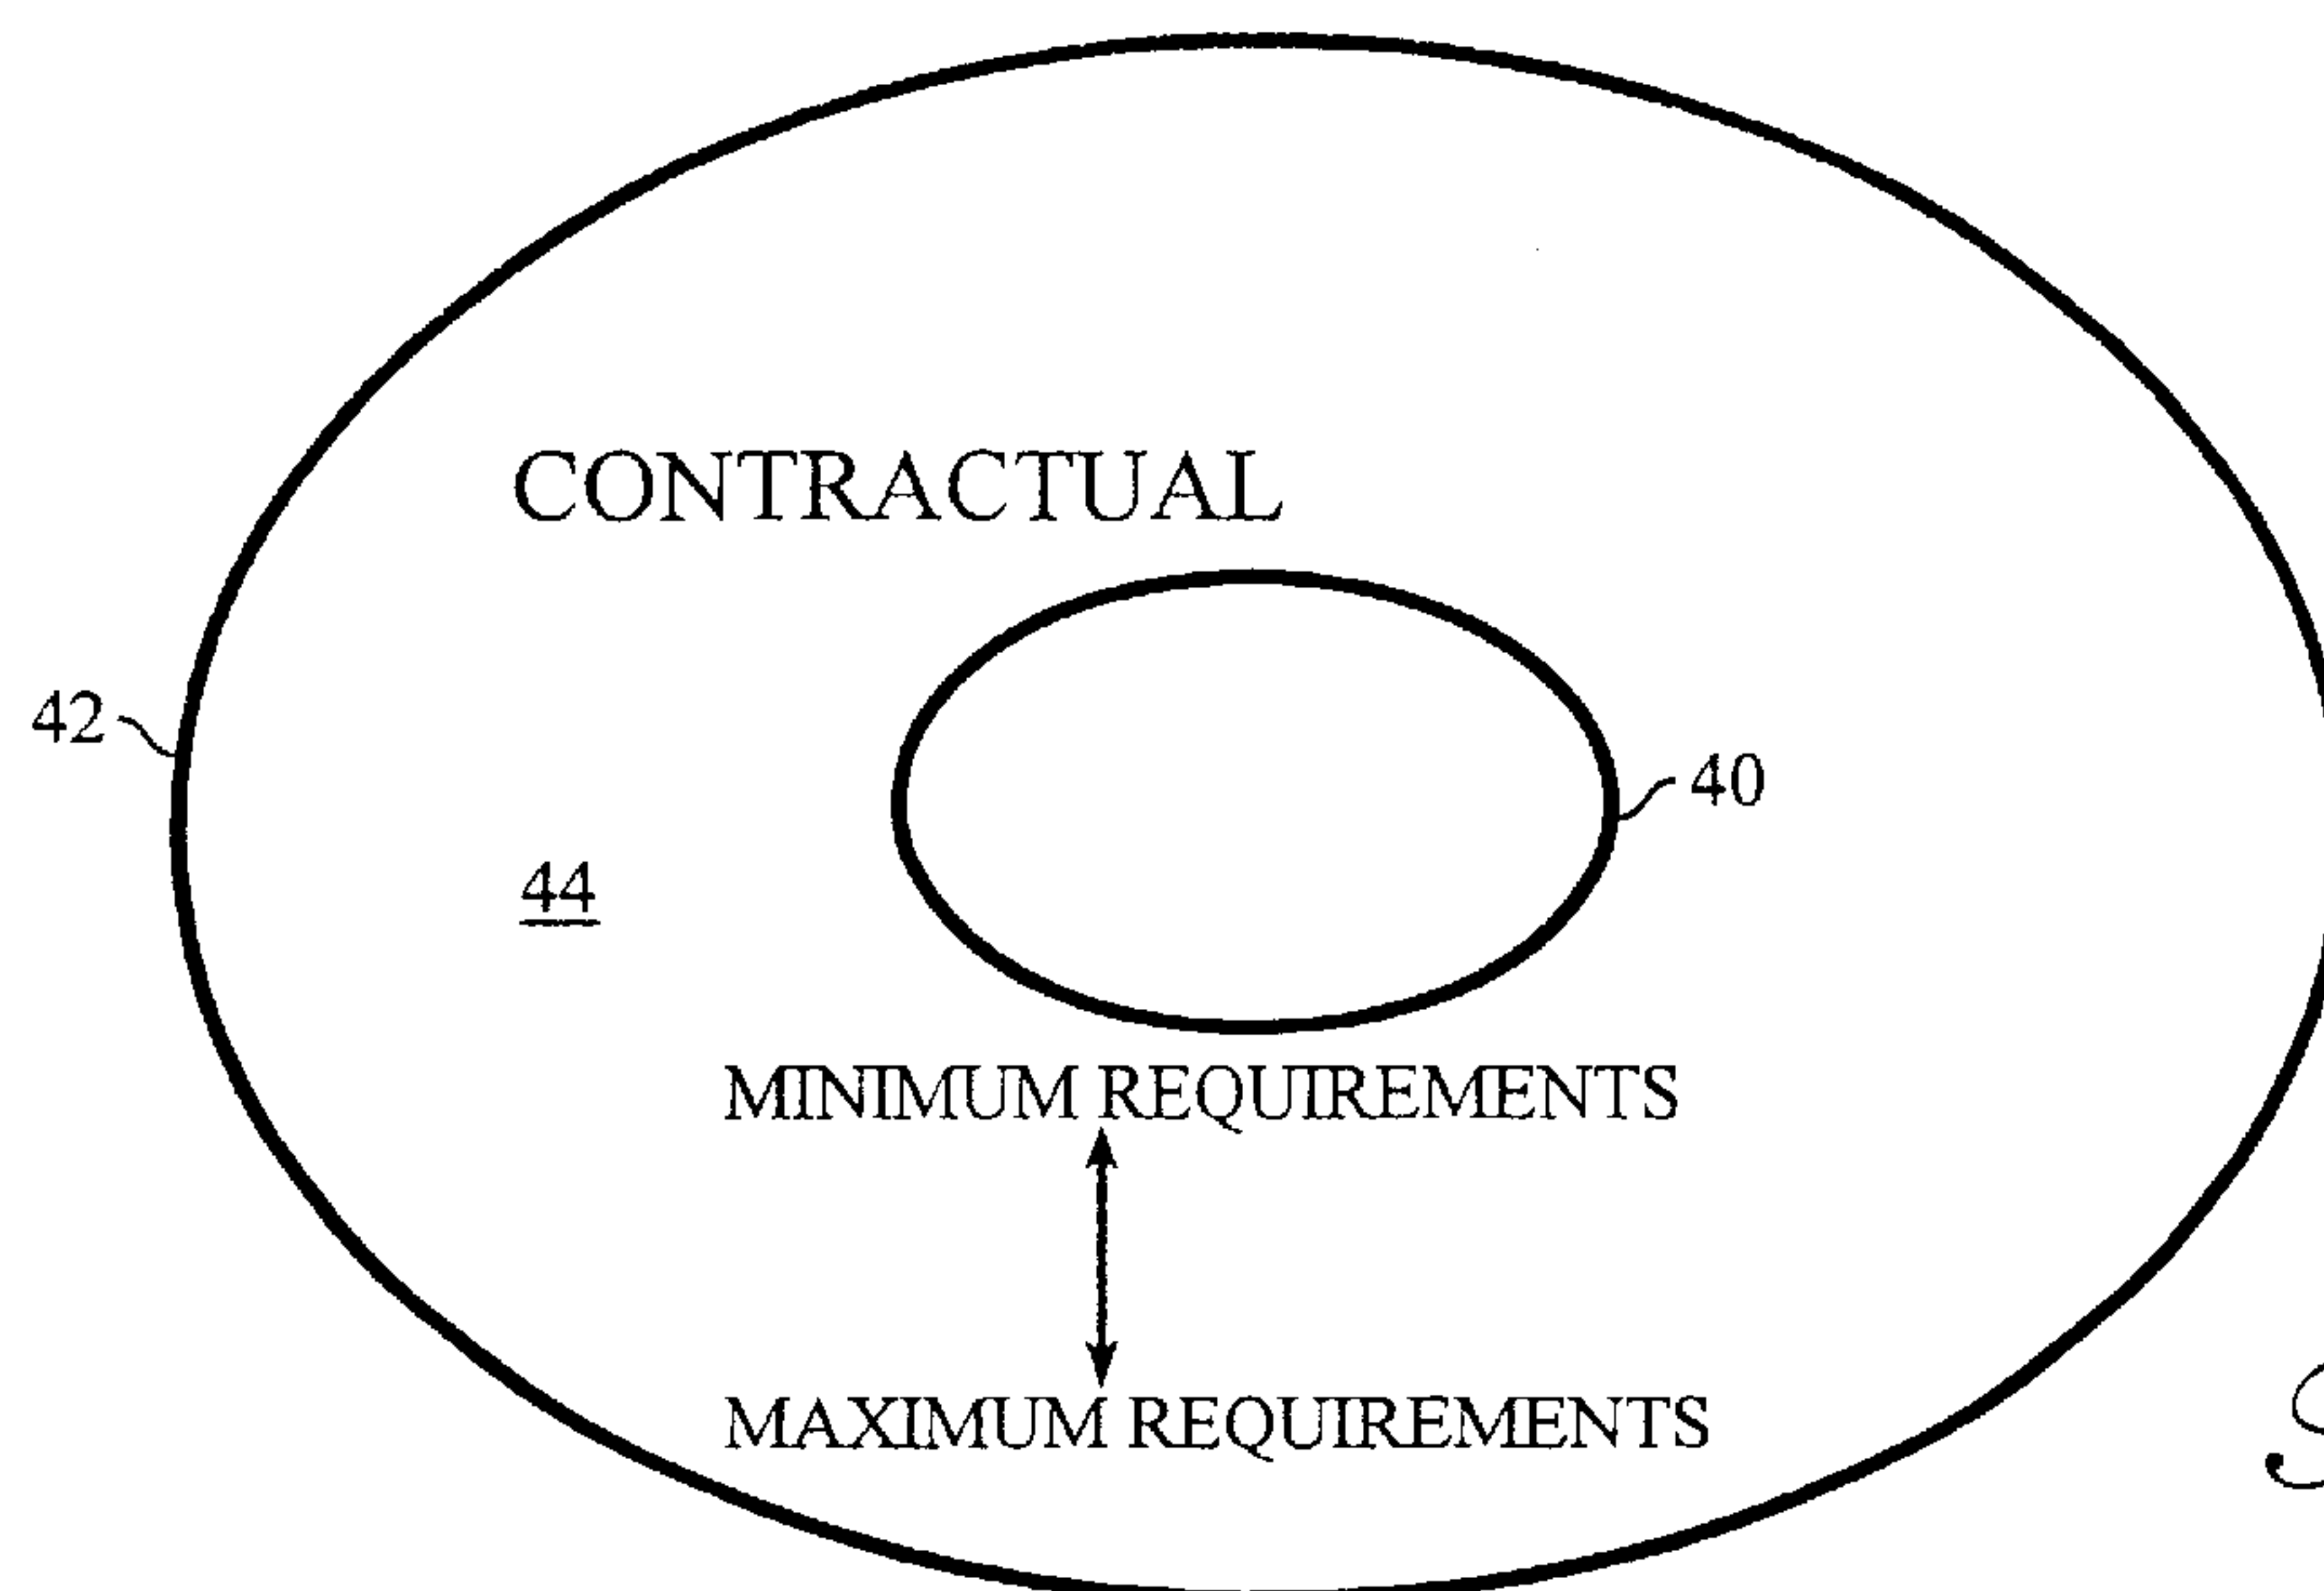 CONTRACTUAL
42
40
44
MINIMUM REQUIREMENTS
MAXIMUM REQUIREMENTS